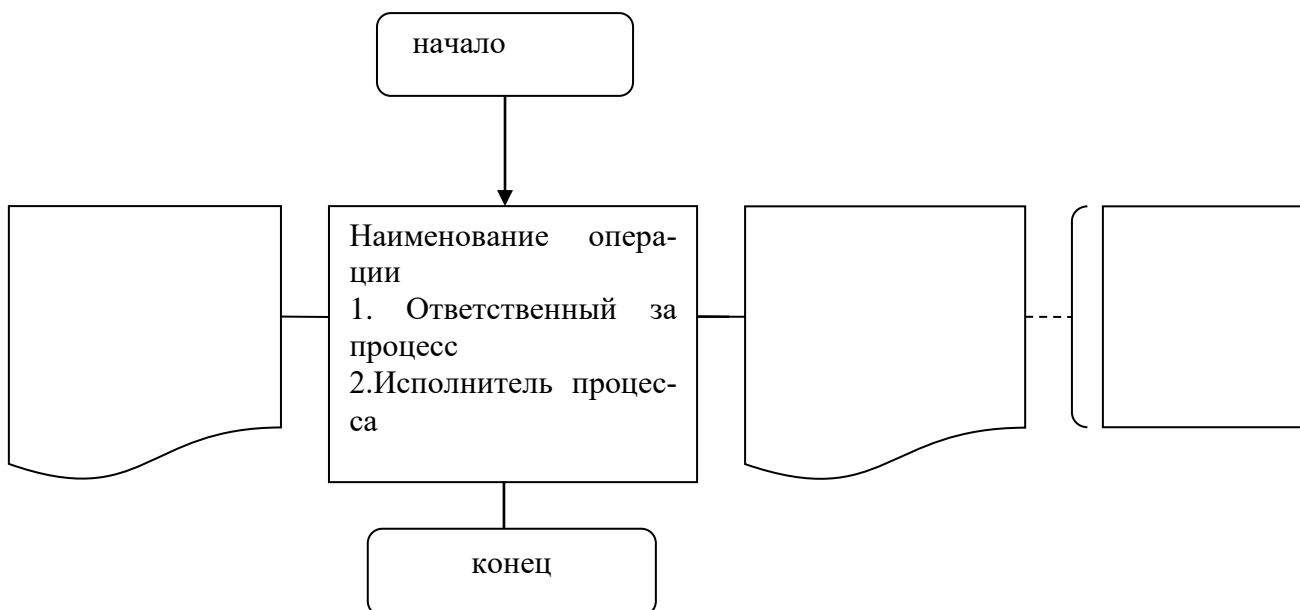 начало
Наименование опера-
ции
1. Ответственный за
процесс
2.Исполнитель процес-
са
конец